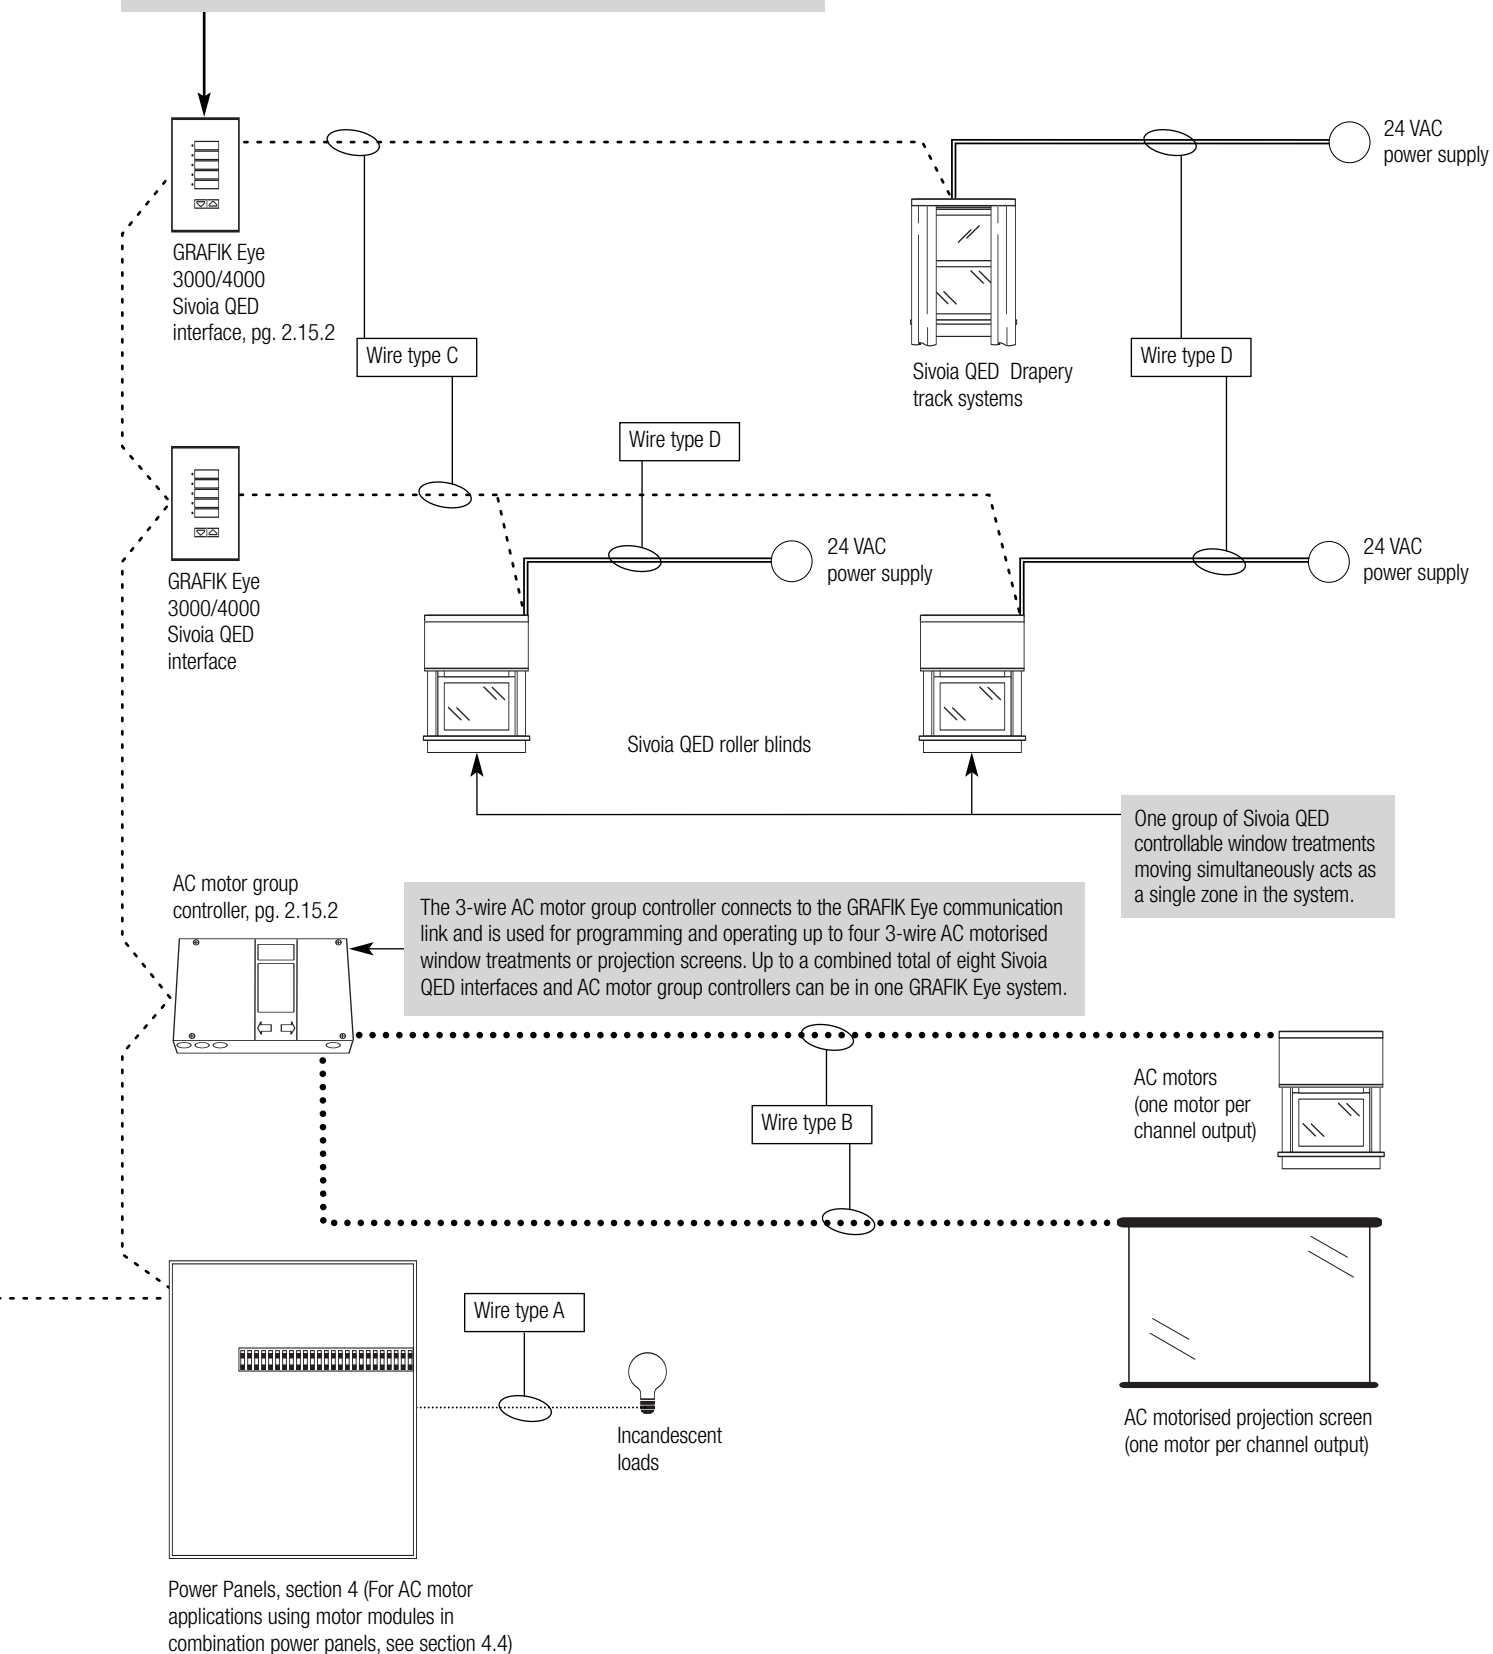 24 VAC
power supply
GRAFIK Eye
3000/4000
Sivoia QED
interface, pg. 2.15.2
Wire type C
Sivoia QED  Drapery
track systems
Wire type D
Wire type D
GRAFIK Eye
3000/4000
Sivoia QED
interface
24 VAC
power supply
24 VAC
power supply
Sivoia QED roller blinds
One group of Sivoia QED
controllable window treatments
moving simultaneously acts as
a single zone in the system.
AC motor group
controller, pg. 2.15.2
The 3-wire AC motor group controller connects to the GRAFIK Eye communication
link and is used for programming and operating up to four 3-wire AC motorised
window treatments or projection screens. Up to a combined total of eight Sivoia
QED interfaces and AC motor group controllers can be in one GRAFIK Eye system.
AC motors
(one motor per
channel output)
Wire type B
Wire type A
Incandescent
loads
AC motorised projection screen
(one motor per channel output)
Power Panels, section 4 (For AC motor
applications using motor modules in
combination power panels, see section 4.4)